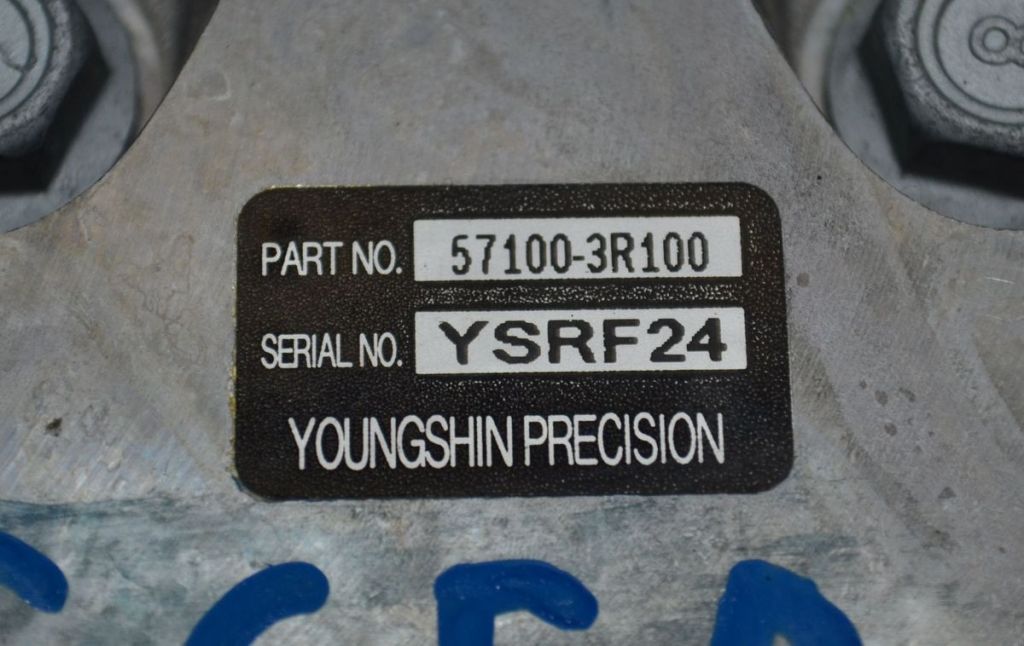 PART NO. 57100-3R100
SERIAL NO. YSRF24
YOUNGSHIN PRECISION